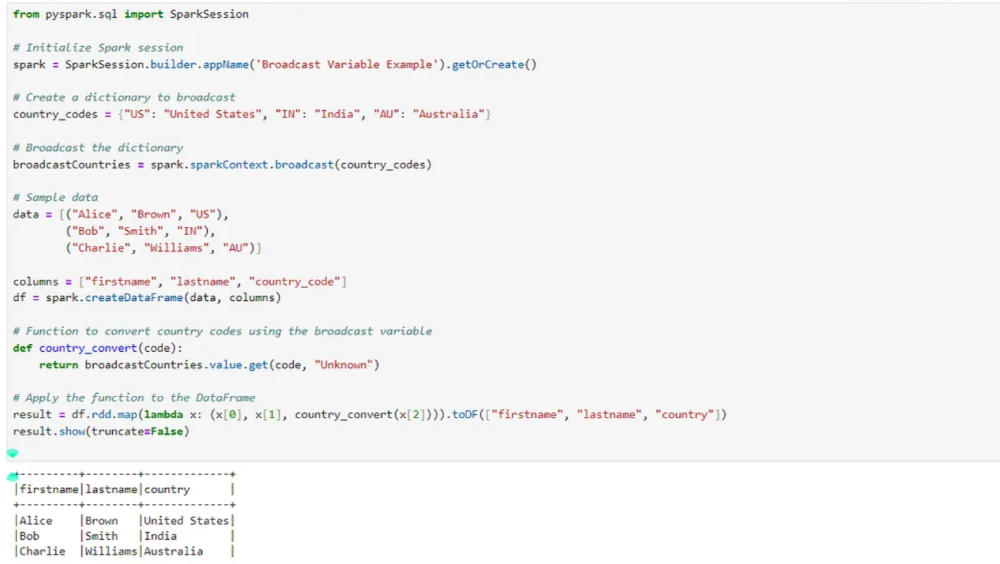 from pyspark.sql import SparkSession
# Initialize Spark session
spark = SparkSession.builder.appName('Broadcast Variable Example').getOrCreate()
# Create a dictionary to broadcast
country_codes = {"US": "United States", "IN": "India", "AU": "Australia"}
# Broadcast the dictionary
broadcastCountries = spark.sparkContext.broadcast(country_codes)
# Sample data
data = [("Alice", "Brown", "US"),
        ("Bob", "Smith", "IN"),
        ("Charlie", "Williams", "AU")]
columns = ["firstname", "lastname", "country_code"]
df = spark.createDataFrame(data, columns)
# Function to convert country codes using the broadcast variable
def country_convert(code):
    return broadcastCountries.value.get(code, "Unknown")
# Apply the function to the DataFrame
result = df.rdd.map(lambda x: (x[0], x[1], country_convert(x[2]))).toDF(["firstname", "lastname", "country"])
result.show(truncate=False)
+---------+--------+-------------+
|firstname|lastname|country      |
+---------+--------+-------------+
|Alice    |Brown   |United States|
|Bob      |Smith   |India        |
|Charlie  |Williams|Australia    |